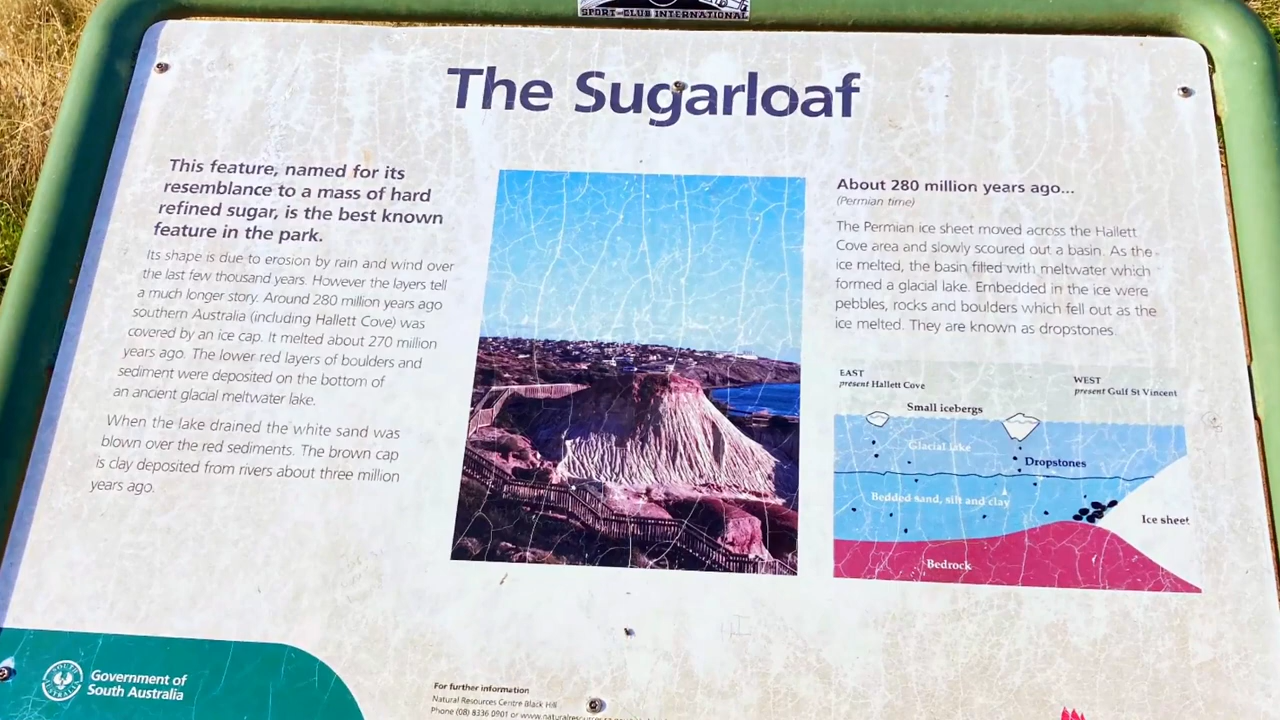 SPORT-CLUB INTERNATIONAL
The Sugarloaf
This feature, named for its
resemblance to a mass of hard
refined sugar, is the best known
feature in the park.
Its shape is due to erosion by rain and wind over
the last few thousand years. However the layers tell
a much longer story. Around 280 million years ago
southern Australia (including Hallett Cove) was
covered by an ice cap. It melted about 270 million
years ago. The lower red layers of boulders and
sediment were deposited on the bottom of
an ancient glacial meltwater lake.
When the lake drained the white sand was
blown over the red sediments. The brown cap
is clay deposited from rivers about three million
years ago.
About 280 million years ago...
(Permian time)
The Permian ice sheet moved across the Hallett
Cove area and slowly scoured out a basin. As the
ice melted, the basin filled with meltwater which
formed a glacial lake. Embedded in the ice were
pebbles, rocks and boulders which fell out as the
ice melted. They are known as dropstones.
EAST
present Hallett Cove
WEST
present Gulf St Vincent
Small icebergs
Glacial lake
Dropstones
Bedded sand, silt and clay
Ice sheet
Bedrock
Government of
South Australia
For further information
Natural Resources Centre Black Hill
Phone (08) 8336 0901 or